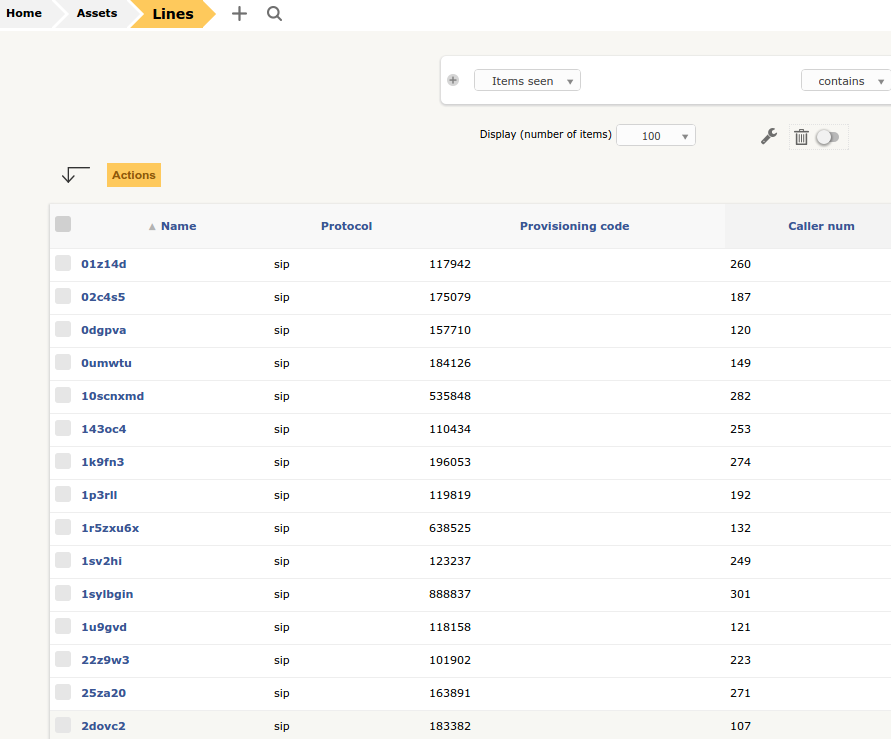 Home Assets Lines
Items seen contains
Display (number of items) 100
Actions
Name Protocol Provisioning code Caller num
01z14d sip 117942 260
02c4s5 sip 175079 187
0dgpva sip 157710 120
0umwtu sip 184126 149
10scnxmd sip 535848 282
143oc4 sip 110434 253
1k9fn3 sip 196053 274
1p3rll sip 119819 192
1r5zxu6x sip 638525 132
1sv2hi sip 123237 249
1sylbgin sip 888837 301
1u9gvd sip 118158 121
22z9w3 sip 101902 223
25za20 sip 163891 271
2dovc2 sip 183382 107